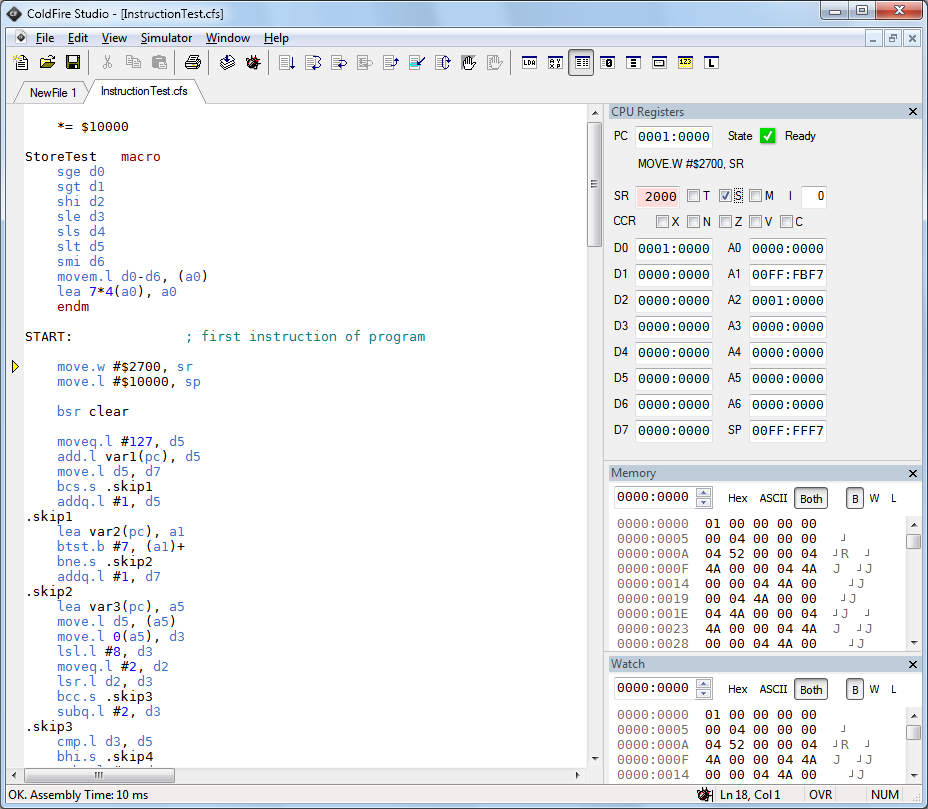 ColdFire Studio - [InstructionTest.cfs]
File Edit View Simulator Window Help
LDA A Y X P 0 123 L
NewFile 1 InstructionTest.cfs
*= $10000
StoreTest macro
sge d0
sgt d1
shi d2
sle d3
sls d4
slt d5
smi d6
movem.l d0-d6, (a0)
lea 7*4(a0), a0
endm
START: ; first instruction of program
move.w #$2700, sr
move.l #$10000, sp
bsr clear
moveq.l #127, d5
add.l var1(pc), d5
move.l d5, d7
bcs.s .skip1
addq.l #1, d5
.skip1
lea var2(pc), a1
btst.b #7, (a1)+
bne.s .skip2
addq.l #1, d7
.skip2
lea var3(pc), a5
move.l d5, (a5)
move.l 0(a5), d3
lsl.l #8, d3
moveq.l #2, d2
lsr.l d2, d3
bcc.s .skip3
subq.l #2, d3
.skip3
cmp.l d3, d5
bhi.s .skip4
CPU Registers
PC 0001:0000 State Ready
MOVE.W #$2700, SR
SR 2000 T S M I 0
CCR X N Z V C
D0 0001:0000 A0 0000:0000
D1 0000:0000 A1 00FF:FBF7
D2 0000:0000 A2 0001:0000
D3 0000:0000 A3 0000:0000
D4 0000:0000 A4 0000:0000
D5 0000:0000 A5 0000:0000
D6 0000:0000 A6 0000:0000
D7 0000:0000 SP 00FF:FFF7
Memory
0000:0000 Hex ASCII Both B W L
0000:0000 01 00 00 00 00
0000:0005 00 04 00 00 00 ┘
0000:000A 04 52 00 00 04 ┘R ┘
0000:000F 4A 00 00 04 4A J ┘J
0000:0014 00 00 04 4A 00 ┘J
0000:0019 00 04 4A 00 00 ┘J
0000:001E 04 4A 00 00 04 ┘J ┘
0000:0023 4A 00 00 04 4A J ┘J
0000:0028 00 00 04 4A 00 ┘J
Watch
0000:0000 Hex ASCII Both B W L
0000:0000 01 00 00 00 00
0000:0005 00 04 00 00 00 ┘
0000:000A 04 52 00 00 04 ┘R ┘
0000:000F 4A 00 00 04 4A J ┘J
0000:0014 00 00 04 4A 00 ┘J
OK. Assembly Time: 10 ms Ln 18, Col 1 OVR NUM